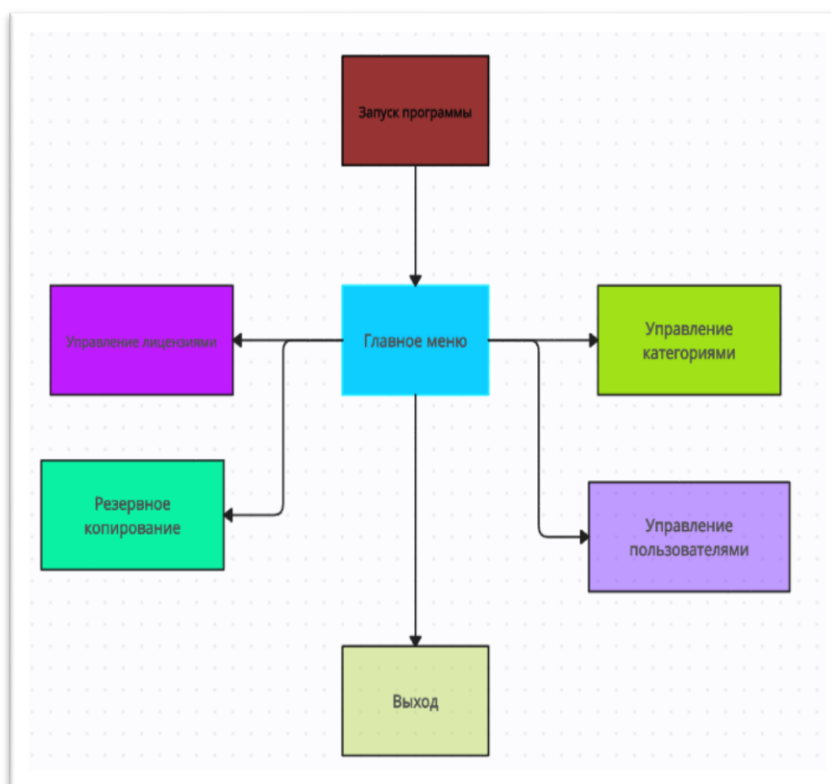 Запуск программы
Управление лицензиями
Главное меню
Управление
категориями
Резервное
копирование
Управление
пользователями
Выход